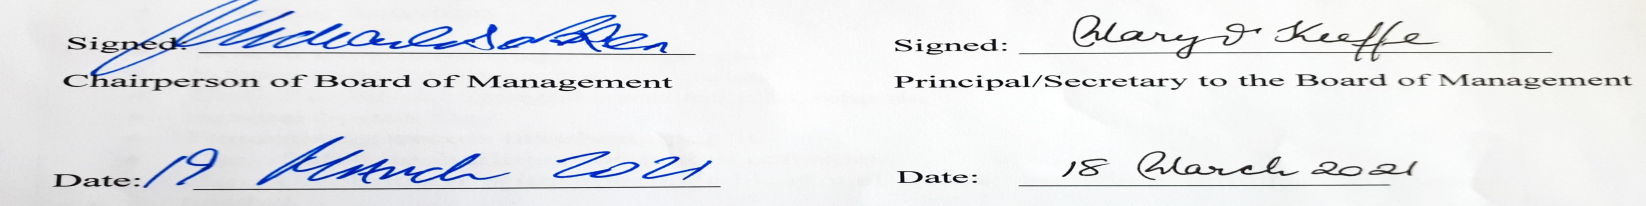 Signed: Signed: Mary O' Keeffe
Chairperson of Board of Management Principal/Secretary to the Board of Management
Date: 19 March 2021 Date: 18 March 2021